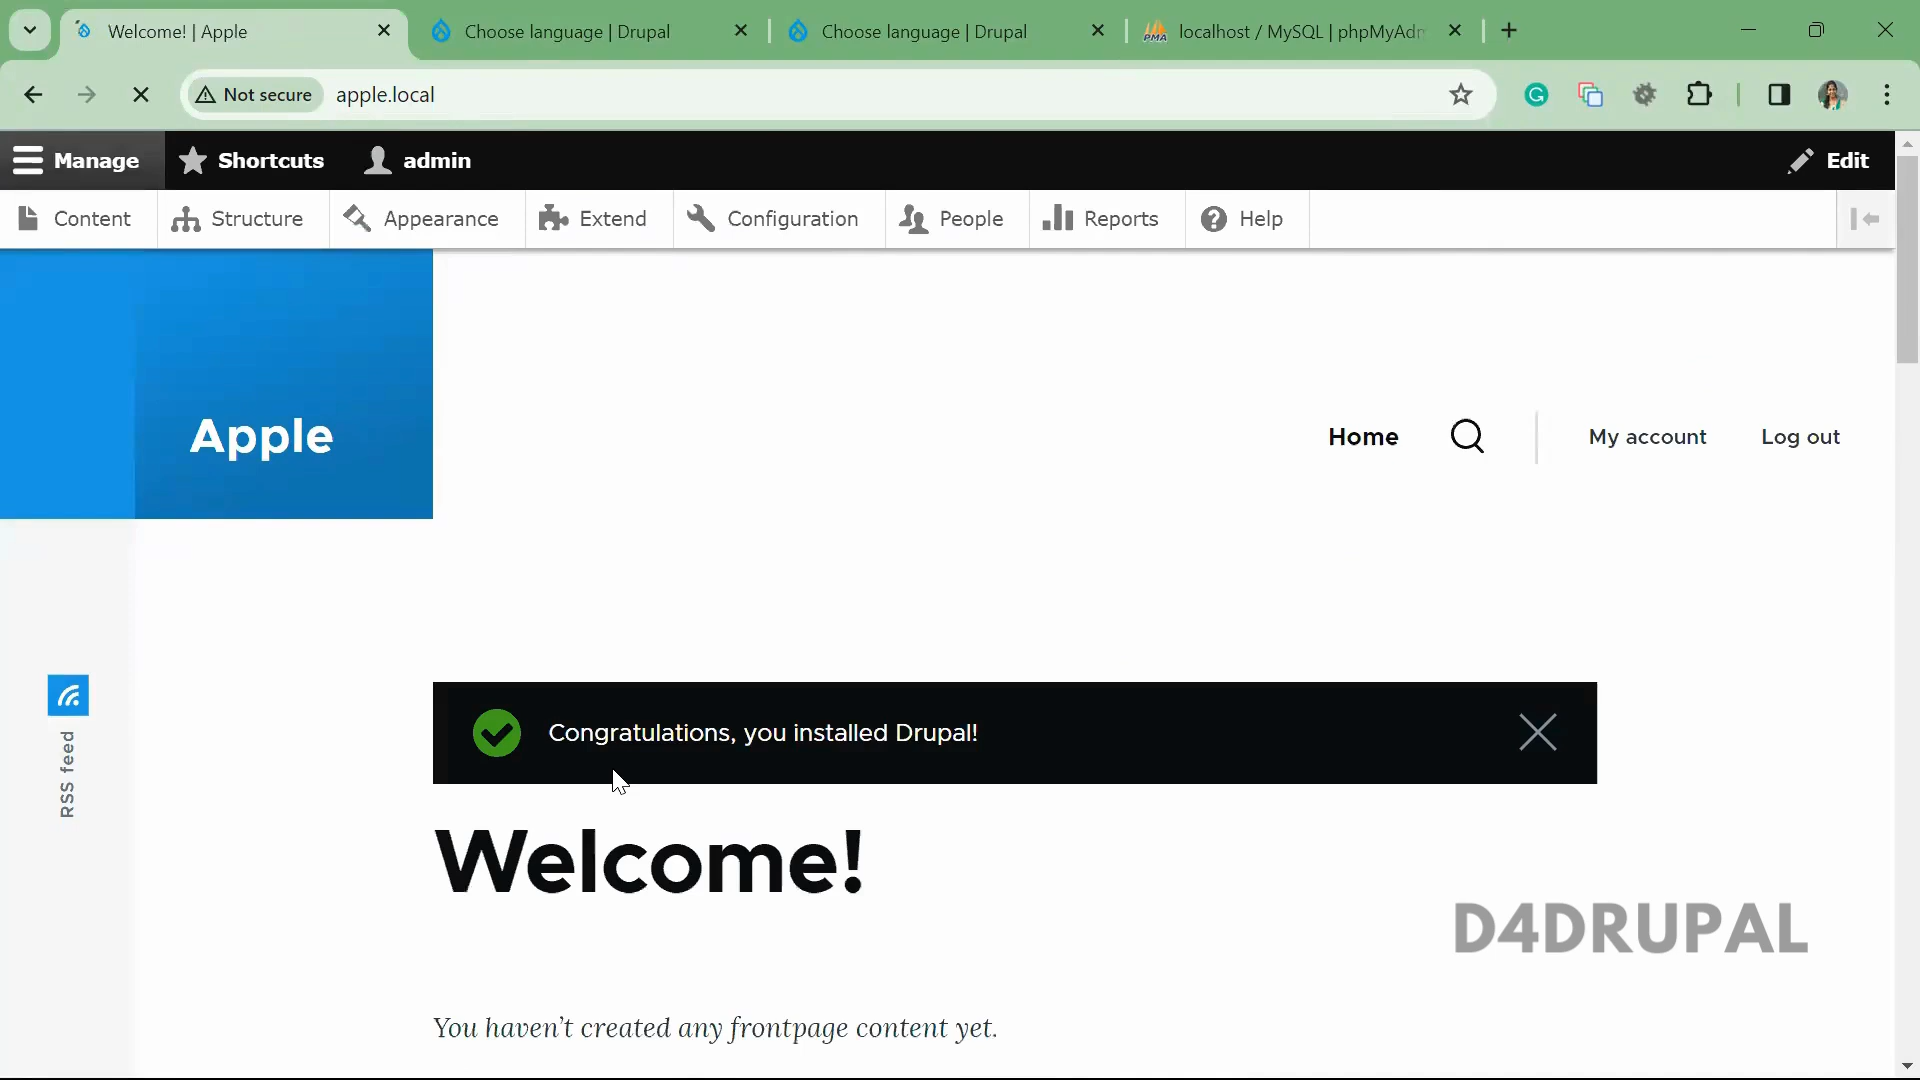 Welcome! | Apple
Choose language | Drupal
Choose language | Drupal
localhost / MySQL | phpMyAdm
Not secure
apple.local
Manage
Shortcuts
admin
Edit
Content
Structure
Appearance
Extend
Configuration
People
Reports
Help
Apple
Home
My account
Log out
RSS feed
Congratulations, you installed Drupal!
Welcome!
D4DRUPAL
You haven’t created any frontpage content yet.